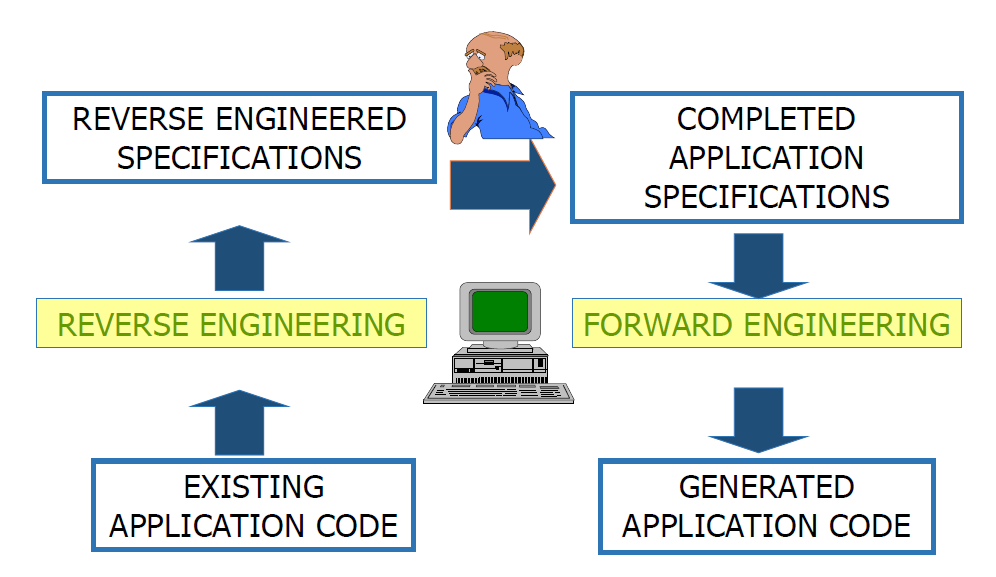 REVERSE ENGINEERED
SPECIFICATIONS
COMPLETED
APPLICATION
SPECIFICATIONS
REVERSE ENGINEERING
FORWARD ENGINEERING
EXISTING
APPLICATION CODE
GENERATED
APPLICATION CODE